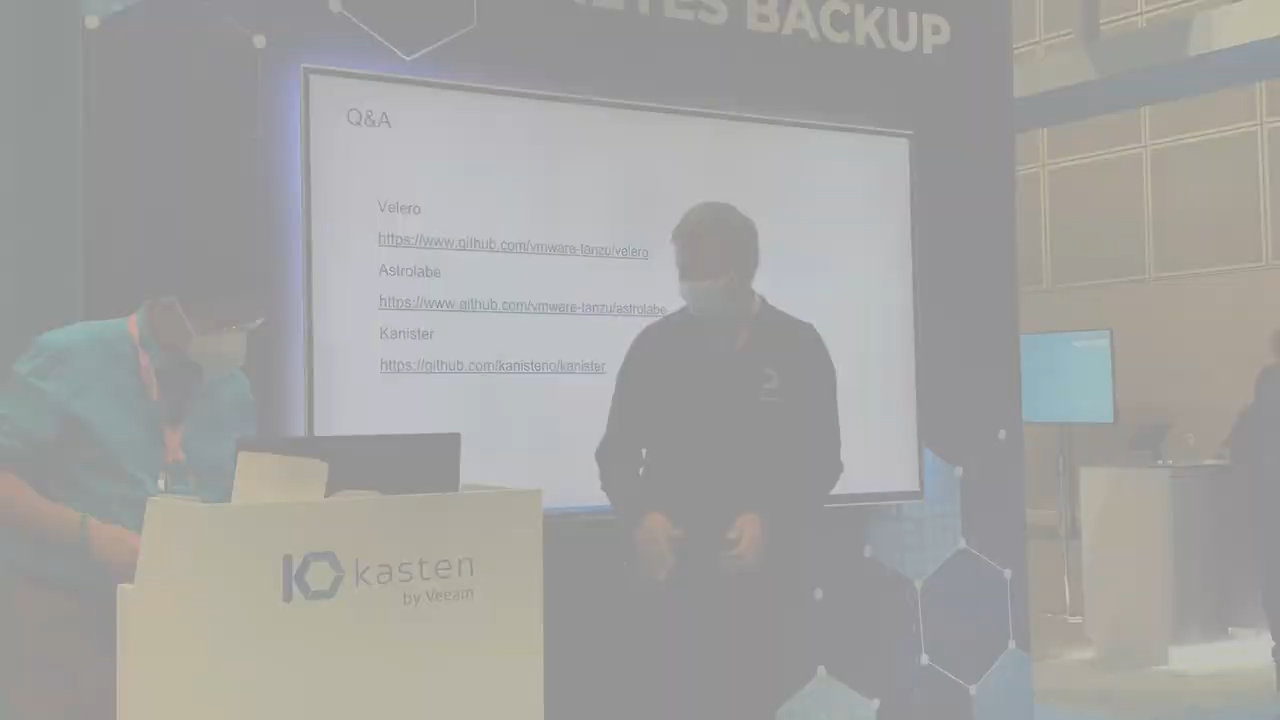 BACKUP
Q&A
Velero
https://www.github.com/vmware-tanzu/velero
Astrolabe
https://www.github.com/vmware-tanzu/astrolabe
Kanister
https://github.com/kanisterio/kanister
kasten
by Veeam